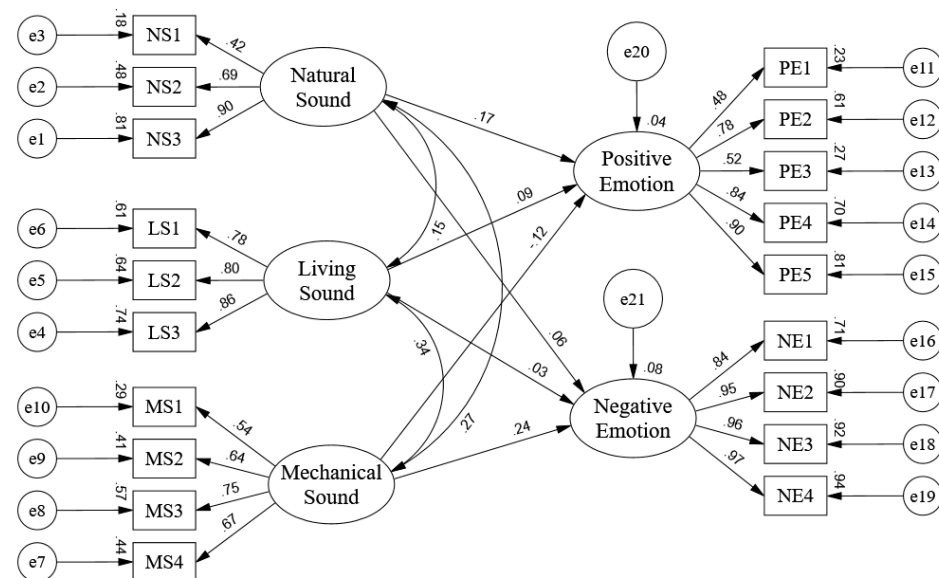 e3
.18
NS1
.42
e2
.48
NS2
.69
e1
.81
NS3
.90
Natural
Sound
e6
.61
LS1
.78
e5
.64
LS2
.80
e4
.74
LS3
.86
Living
Sound
e10
.29
MS1
.54
e9
.41
MS2
.64
e8
.57
MS3
.75
e7
.44
MS4
.67
Mechanical
Sound
.15
.34
.27
.17
.09
-.12
.06
.03
.24
e20
.04
Positive
Emotion
e21
.08
Negative
Emotion
.48
PE1
.23
e11
.78
PE2
.61
e12
.52
PE3
.27
e13
.84
PE4
.70
e14
.90
PE5
.81
e15
.84
NE1
.71
e16
.95
NE2
.90
e17
.96
NE3
.92
e18
.97
NE4
.94
e19